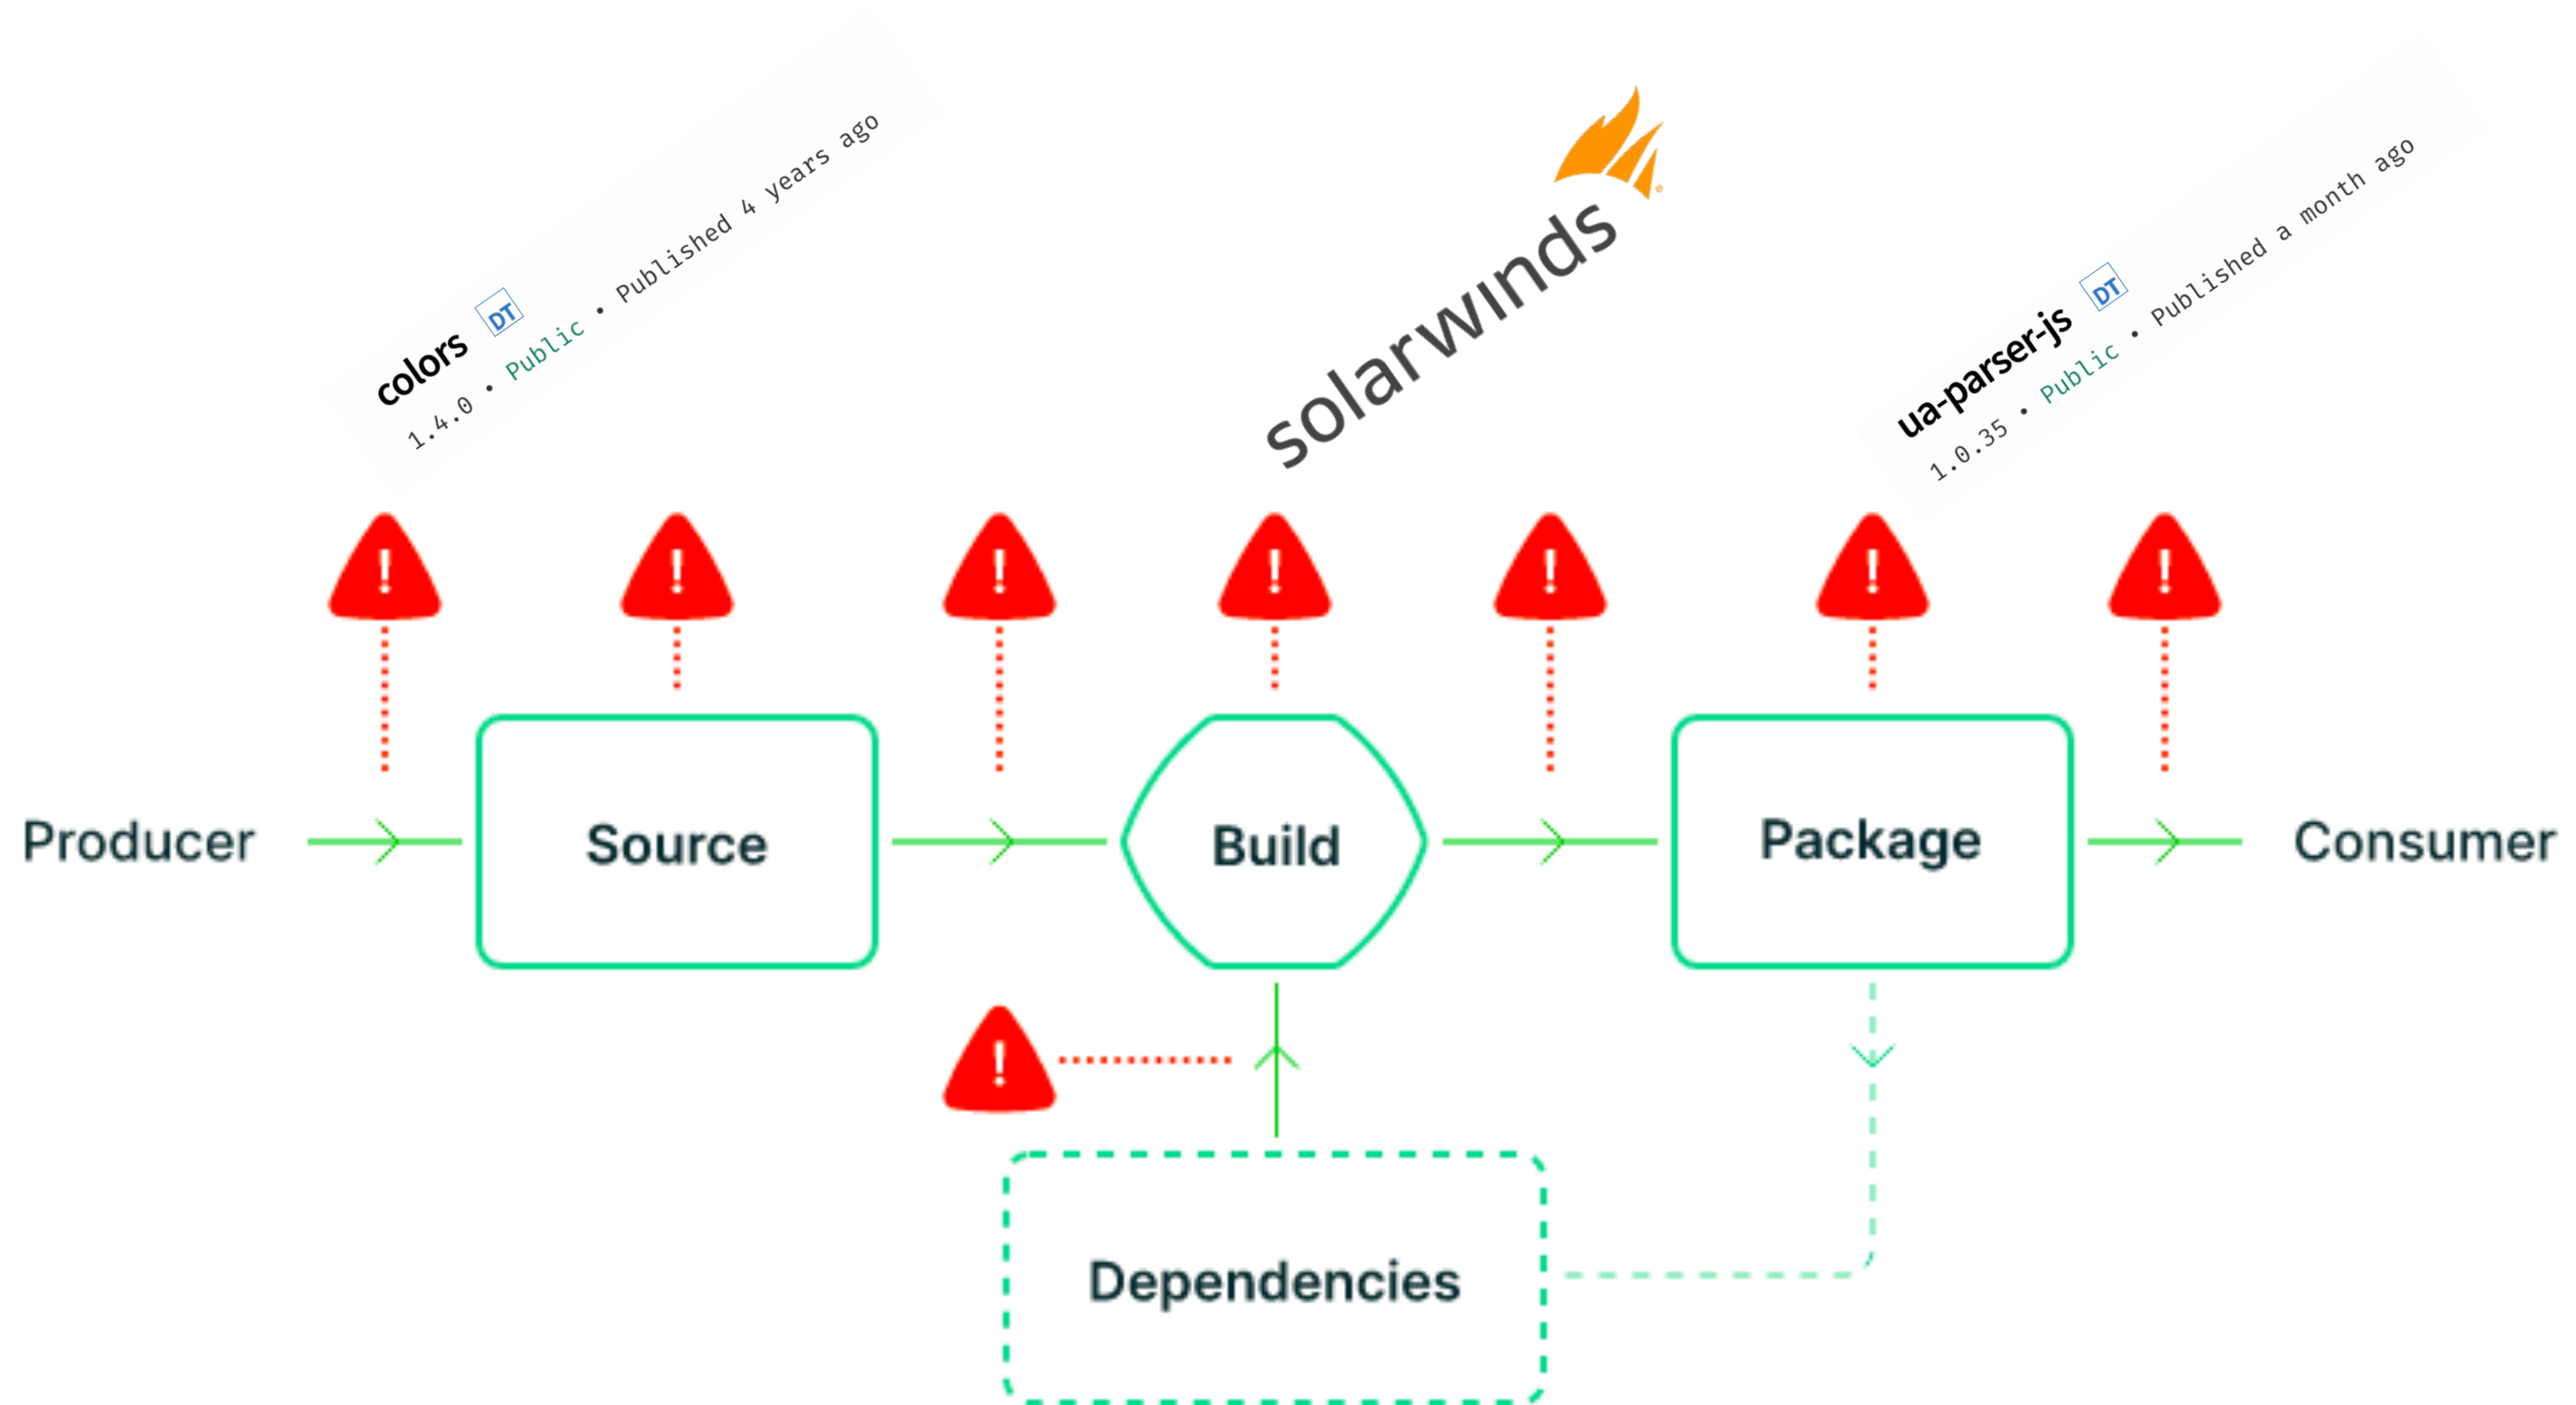 colors DT
1.4.0 • Public • Published 4 years ago
solarwinds
ua-parser-js DT
1.0.35 • Public • Published a month ago
! ! ! ! ! ! !
Producer
Source
Build
Package
Consumer
!
Dependencies